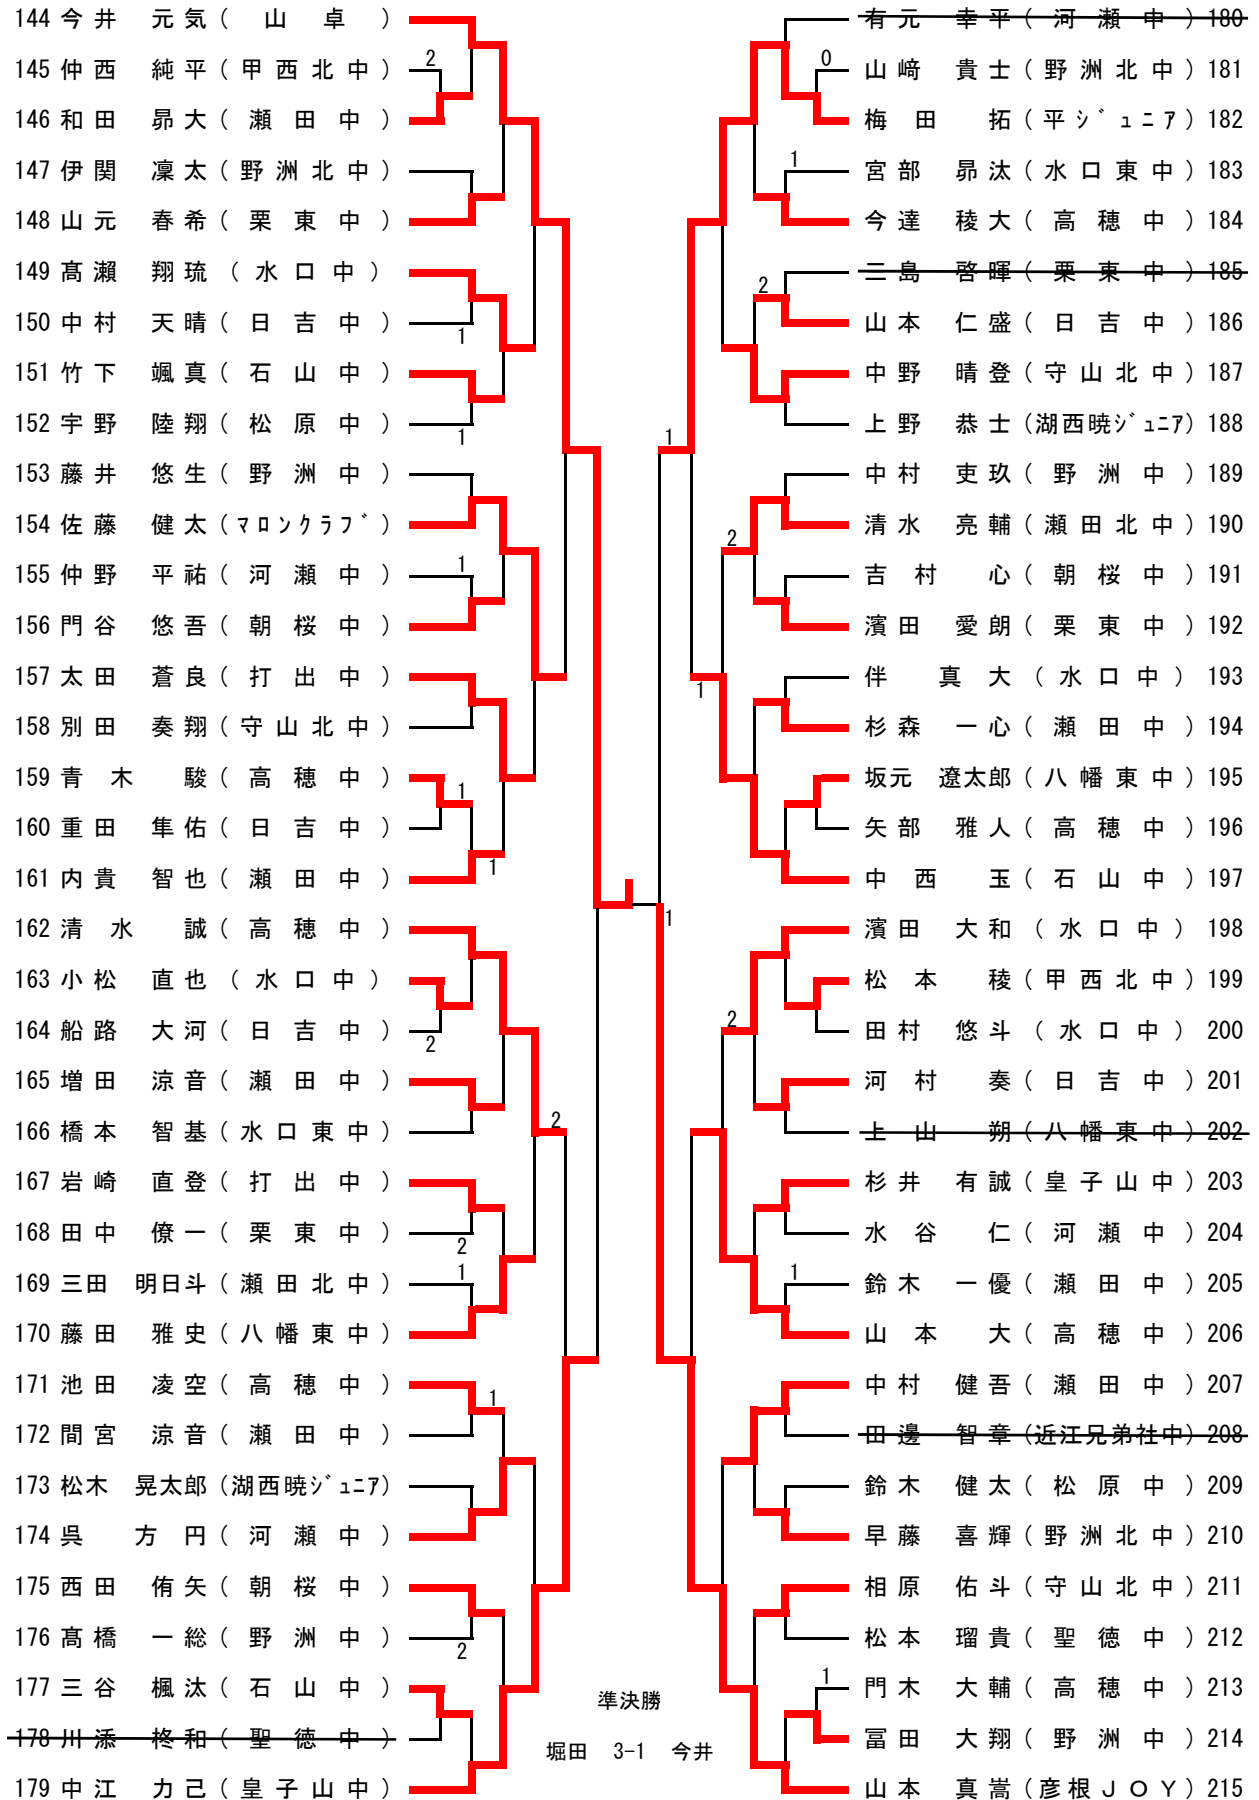 144 今井 元気 ( 山 卓 )
145 仲西 純平 ( 甲西北中 )
2
146 和田 昴大 ( 瀬田中 )
147 伊関 凜太 ( 野洲北中 )
148 山元 春希 ( 栗東中 )
149 髙瀨 翔琉 ( 水口中 )
150 中村 天晴 ( 日吉中 )
1
151 竹下 颯真 ( 石山中 )
152 宇野 陸翔 ( 松原中 )
1
153 藤井 悠生 ( 野洲中 )
154 佐藤 健太 (マロンクラブ)
155 仲野 平祐 ( 河瀬中 )
1
156 門谷 悠吾 ( 朝桜中 )
157 太田 蒼良 ( 打出中 )
158 別田 奏翔 ( 守山北中 )
159 青木 駿 ( 高穂中 )
1
160 重田 隼佑 ( 日吉中 )
1
161 内貴 智也 ( 瀬田中 )
162 清水 誠 ( 高穂中 )
163 小松 直也 ( 水口中 )
164 船路 大河 ( 日吉中 )
2
165 増田 涼音 ( 瀬田中 )
166 橋本 智基 ( 水口東中 )
2
167 岩崎 直登 ( 打出中 )
168 田中 僚一 ( 栗東中 )
2
169 三田 明日斗 ( 瀬田北中 )
1
170 藤田 雅史 ( 八幡東中 )
171 池田 凌空 ( 高穂中 )
1
172 間宮 涼音 ( 瀬田中 )
173 松木 晃太郎 (湖西暁ジュニア)
174 呉 方円 ( 河瀬中 )
175 西田 侑矢 ( 朝桜中 )
176 髙橋 一総 ( 野洲中 )
2
177 三谷 楓汰 ( 石山中 )
178 川添 柊和 ( 聖徳中 )
179 中江 力己 ( 皇子山中 )
準決勝
堀田 3-1 今井
有元 幸平 ( 河瀬中 ) 180
0
山﨑 貴士 ( 野洲北中 ) 181
梅田 拓 ( 平ジュニア ) 182
1
宮部 昴汰 ( 水口東中 ) 183
今達 稜大 ( 高穂中 ) 184
三島 啓暉 ( 栗東中 ) 185
2
山本 仁盛 ( 日吉中 ) 186
中野 晴登 ( 守山北中 ) 187
上野 恭士 (湖西暁ジュニア) 188
1
中村 吏玖 ( 野洲中 ) 189
清水 亮輔 ( 瀬田北中 ) 190
2
吉村 心 ( 朝桜中 ) 191
濱田 愛朗 ( 栗東中 ) 192
伴 真大 ( 水口中 ) 193
1
杉森 一心 ( 瀬田中 ) 194
坂元 遼太郎 ( 八幡東中 ) 195
矢部 雅人 ( 高穂中 ) 196
中西 玉 ( 石山中 ) 197
1
濱田 大和 ( 水口中 ) 198
松本 稜 ( 甲西北中 ) 199
2
田村 悠斗 ( 水口中 ) 200
河村 奏 ( 日吉中 ) 201
上山 朔 ( 八幡東中 ) 202
杉井 有誠 ( 皇子山中 ) 203
水谷 仁 ( 河瀬中 ) 204
1
鈴木 一優 ( 瀬田中 ) 205
山本 大 ( 高穂中 ) 206
中村 健吾 ( 瀬田中 ) 207
田邊 智章 (近江兄弟社中) 208
鈴木 健太 ( 松原中 ) 209
早藤 喜輝 ( 野洲北中 ) 210
相原 佑斗 ( 守山北中 ) 211
松本 瑠貴 ( 聖徳中 ) 212
1
門木 大輔 ( 高穂中 ) 213
冨田 大翔 ( 野洲中 ) 214
山本 真嵩 ( 彦根JOY ) 215